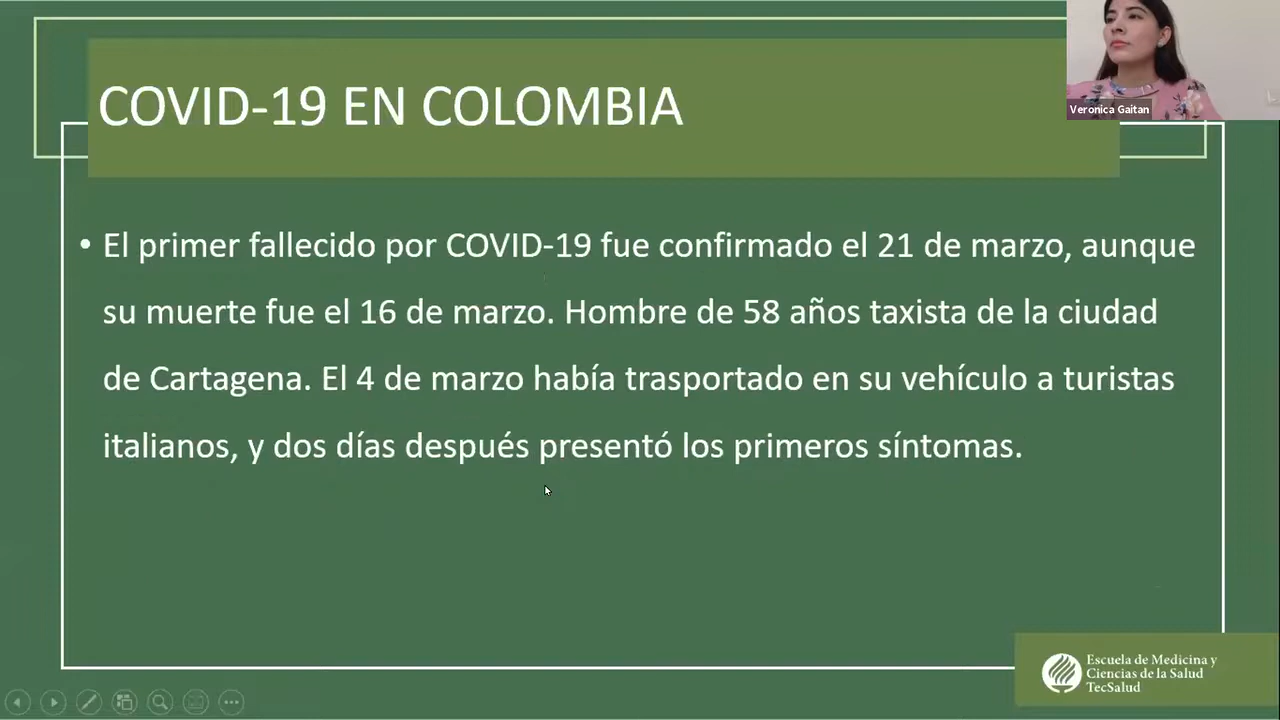 COVID-19 EN COLOMBIA
Veronica Gaitan
• El primer fallecido por COVID-19 fue confirmado el 21 de marzo, aunque
su muerte fue el 16 de marzo. Hombre de 58 años taxista de la ciudad
de Cartagena. El 4 de marzo había trasportado en su vehículo a turistas
italianos, y dos días después presentó los primeros síntomas.
Escuela de Medicina y
Ciencias de la Salud
TecSalud